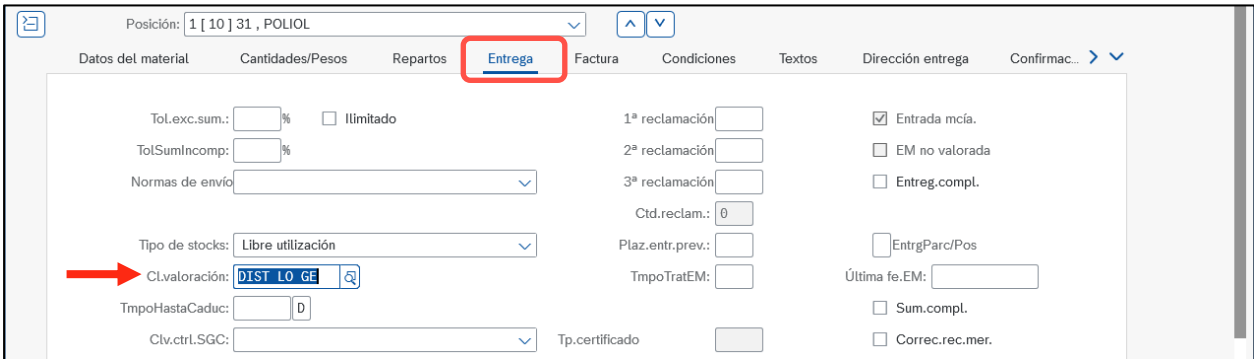 Posición: 1 [ 10 ] 31 , POLIOL
Datos del material Cantidades/Pesos Repartos Entrega Factura Condiciones Textos Dirección entrega Confirmac...
Tol.exc.sum.: % Ilimitado 1ª reclamación Entrada mcía.
TolSumIncomp: % 2ª reclamación EM no valorada
Normas de envío 3ª reclamación Entreg.compl.
Ctd.reclam.: 0
Tipo de stocks: Libre utilización Plaz.entr.prev.: EntrgParc/Pos
Cl.valoración: DIST LO GE TmpoTratEM: Última fe.EM:
TmpoHastaCaduc: D Sum.compl.
Clv.ctrl.SGC: Tp.certificado Correc.rec.mer.